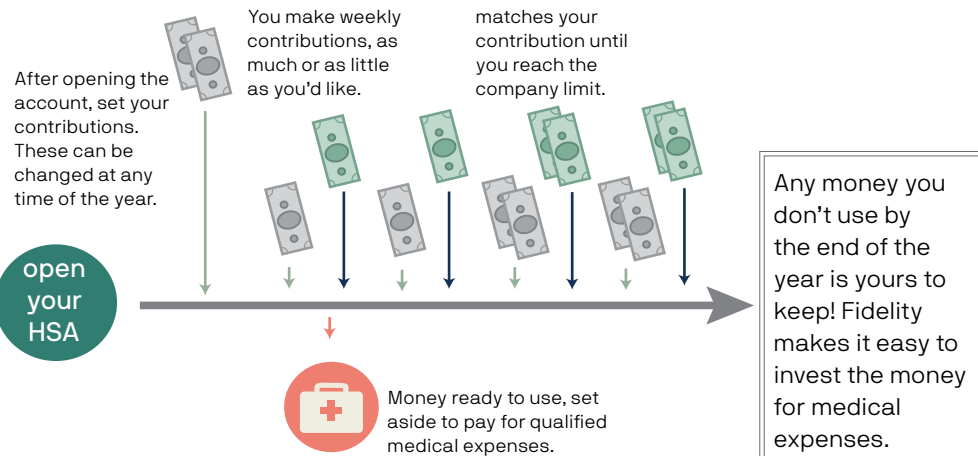 After opening the
account, set your
contributions.
These can be
changed at any
time of the year.
You make weekly
contributions, as
much or as little
as you'd like.
matches your
contribution until
you reach the
company limit.
open
your
HSA
Money ready to use, set
aside to pay for qualified
medical expenses.
Any money you
don't use by
the end of the
year is yours to
keep! Fidelity
makes it easy to
invest the money
for medical
expenses.